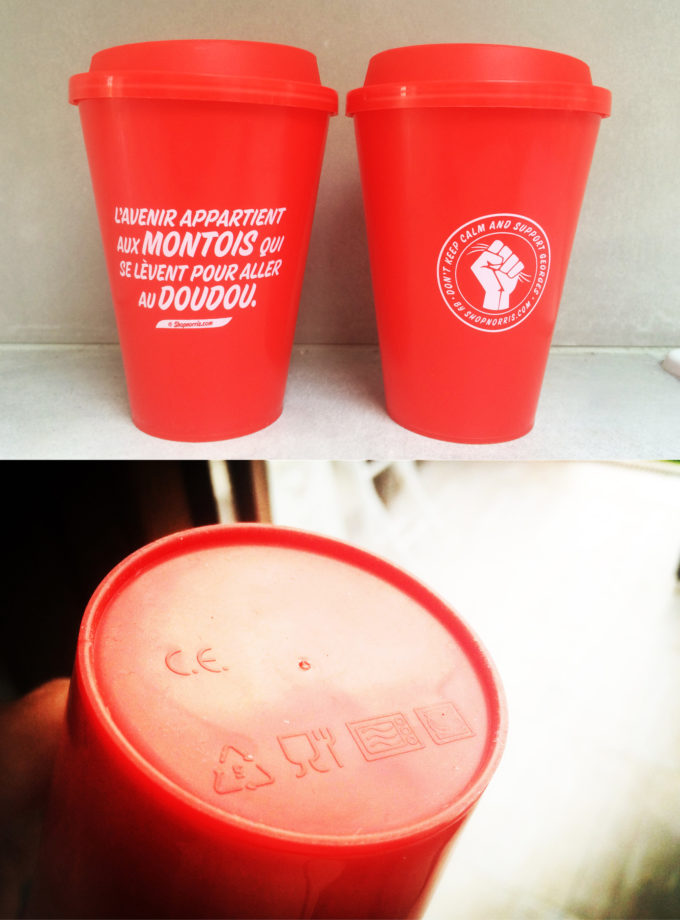 L'AVENIR APPARTIENT
AUX MONTOIS QUI
SE LÈVENT POUR ALLER
AU DOUDOU.
© Shopnorris.com
DON'T KEEP CALM AND SUPPORT GEORGES
· BY SHOPNORRIS.COM ·
C.E.